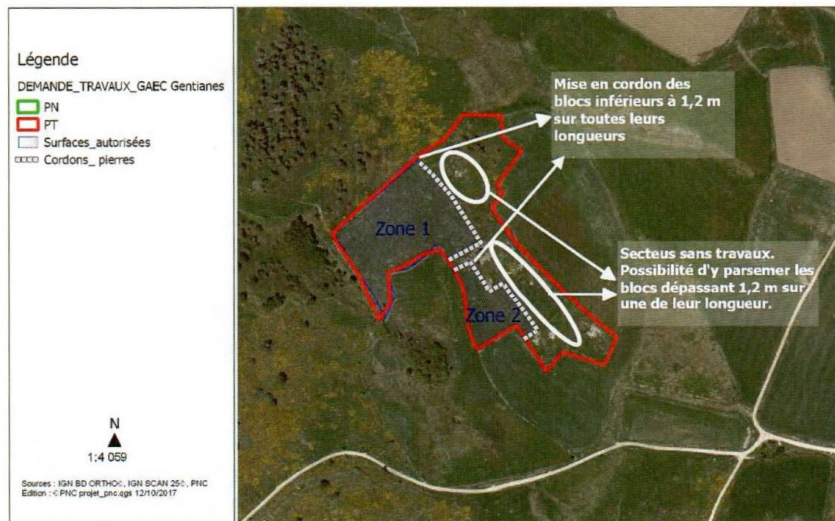 Légende
DEMANDE_TRAVAUX_GAEC Gentianes
PN
PT
Surfaces_autorisées
Cordons_ pierres
N
1:4 059
Sources : IGN BD ORTHO©, IGN SCAN 25©, PNC
Edition : © PNC projet_pnc.qgs 12/10/2017
Mise en cordon des
blocs inférieurs à 1,2 m
sur toutes leurs
longueurs
Zone 1
Secteus sans travaux.
Possibilité d'y parsemer les
blocs dépassant 1,2 m sur
une de leur longueur.
Zone 2